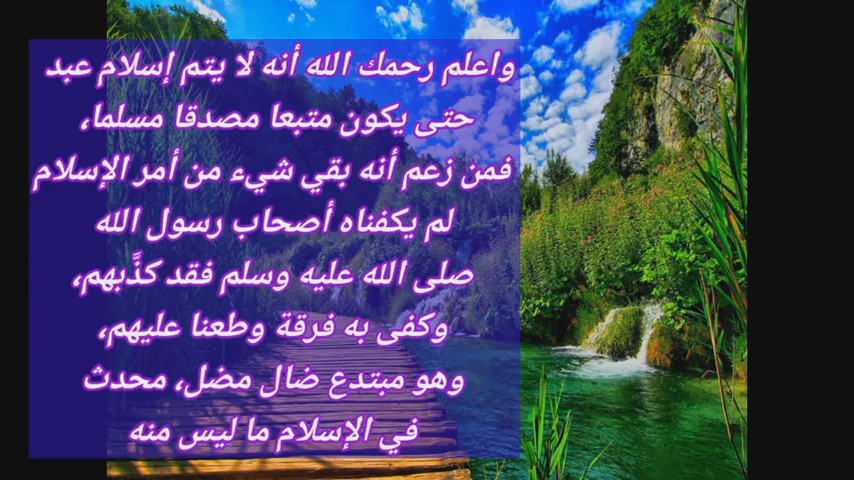 واعلم رحمك الله أنه لا يتم إسلام عبد
حتى يكون متبعا مصدقا مسلما،
فمن زعم أنه بقي شيء من أمر الإسلام
لم يكفناه أصحاب رسول الله
صلى الله عليه وسلم فقد كذَّبهم،
وكفى به فرقة وطعنا عليهم،
وهو مبتدع ضال مضل، محدث
في الإسلام ما ليس منه